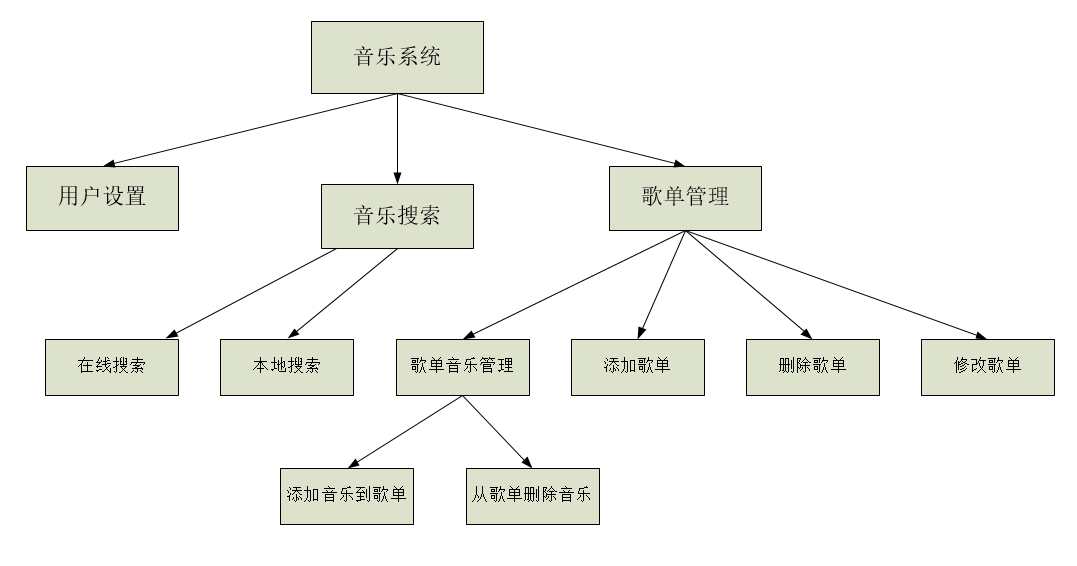 音乐系统
用户设置
音乐搜索
歌单管理
在线搜索
本地搜索
歌单音乐管理
添加歌单
删除歌单
修改歌单
添加音乐到歌单
从歌单删除音乐